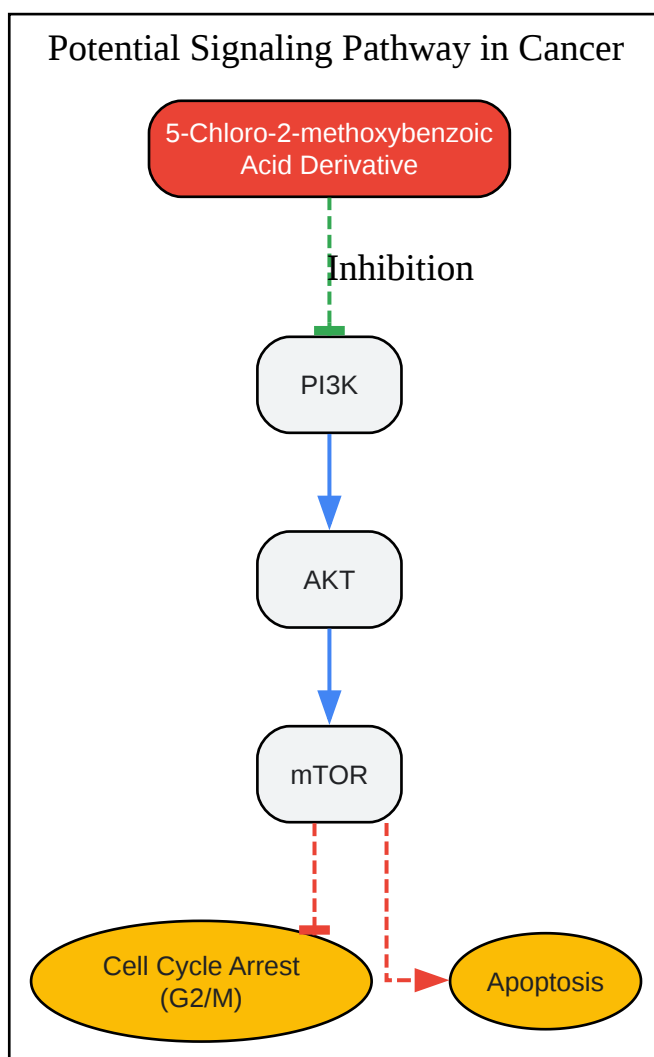 Potential Signaling Pathway in Cancer
5-Chloro-2-methoxybenzoic
Acid Derivative
Inhibition
PI3K
AKT
mTOR
Cell Cycle Arrest
(G2/M)
Apoptosis